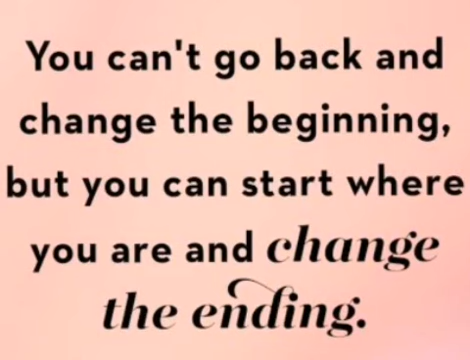 You can't go back and
change the beginning,
but you can start where
you are and change
the ending.